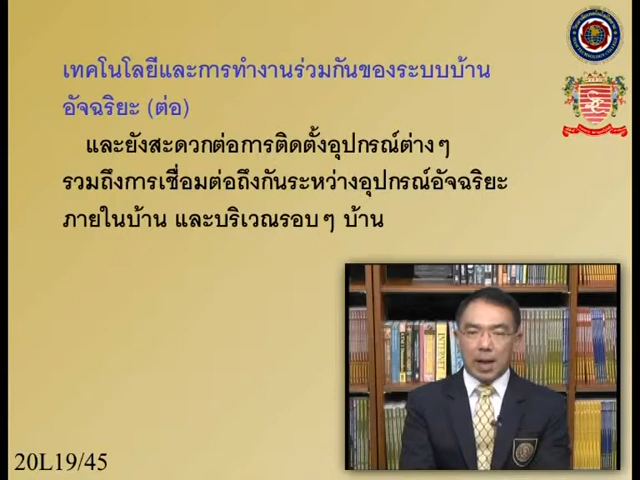 เทคโนโลยีและการทำงานร่วมกันของระบบบ้าน
อัจฉริยะ (ต่อ)
และยังสะดวกต่อการติดตั้งอุปกรณ์ต่างๆ
รวมถึงการเชื่อมต่อถึงกันระหว่างอุปกรณ์อัจฉริยะ
ภายในบ้าน และบริเวณรอบๆ บ้าน
INTERNET
20L19/45